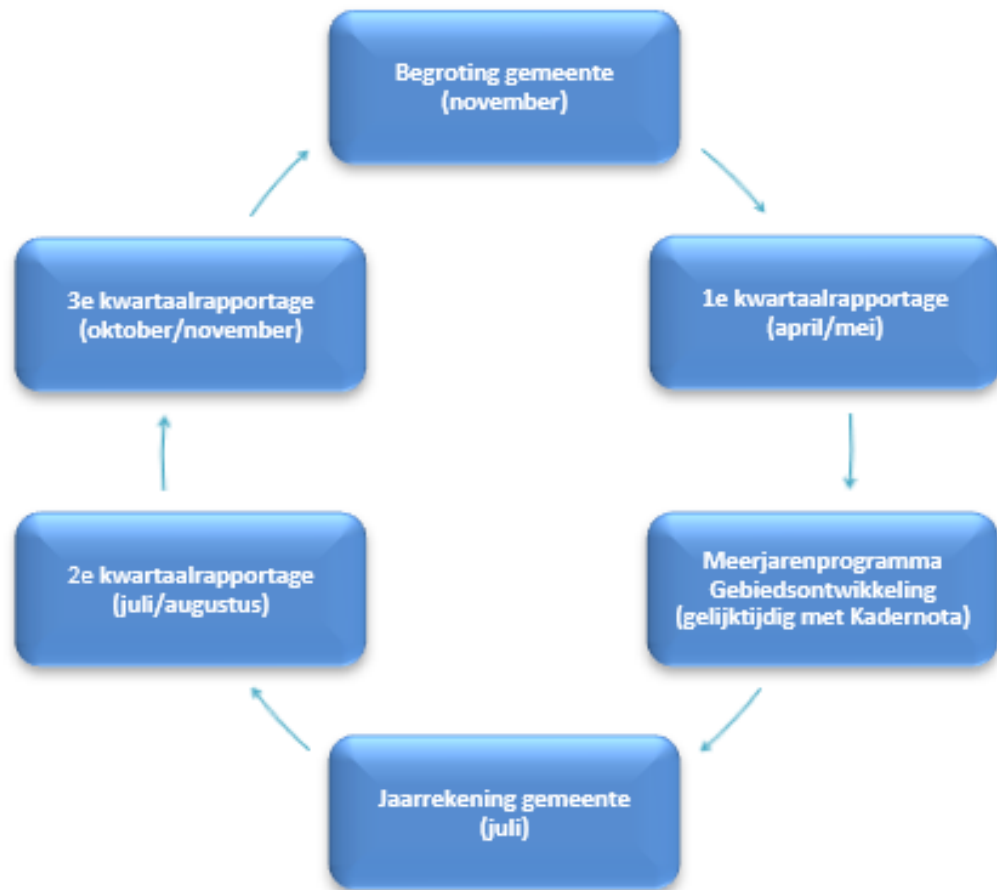 Begroting gemeente
(november)
1e kwartaalrapportage
(april/mei)
Meerjarenprogramma
Gebiedsontwikkeling
(gelijktijdig met Kadernota)
Jaarrekening gemeente
(juli)
2e kwartaalrapportage
(juli/augustus)
3e kwartaalrapportage
(oktober/november)